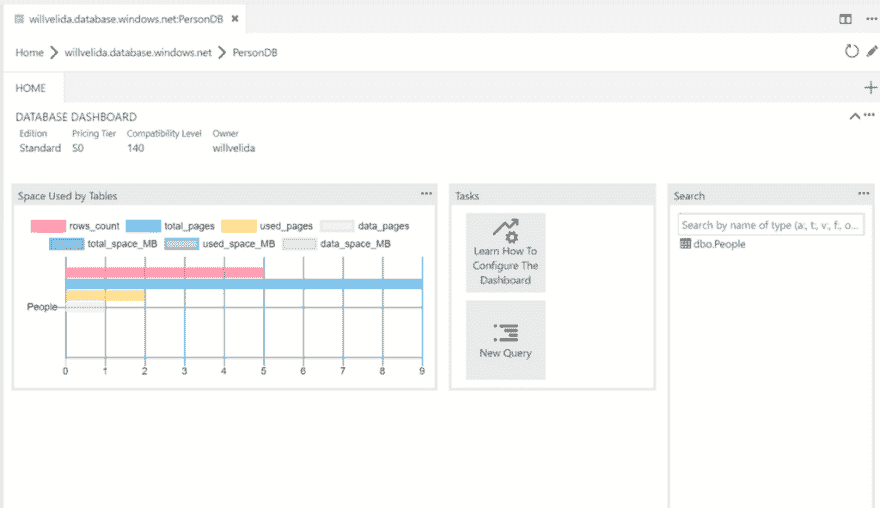 willvelida.database.windows.net:PersonDB
Home willvelida.database.windows.net PersonDB
HOME
DATABASE DASHBOARD
Edition Pricing Tier Compatibility Level Owner
Standard S0 140 willvelida
Space Used by Tables
rows_count total_pages used_pages data_pages
total_space_MB used_space_MB data_space_MB
People
0 1 2 3 4 5 6 7 8 9
Tasks
Learn How To
Configure The
Dashboard
New Query
Search
Search by name of type (a:, t:, v:, f:, o...
dbo.People